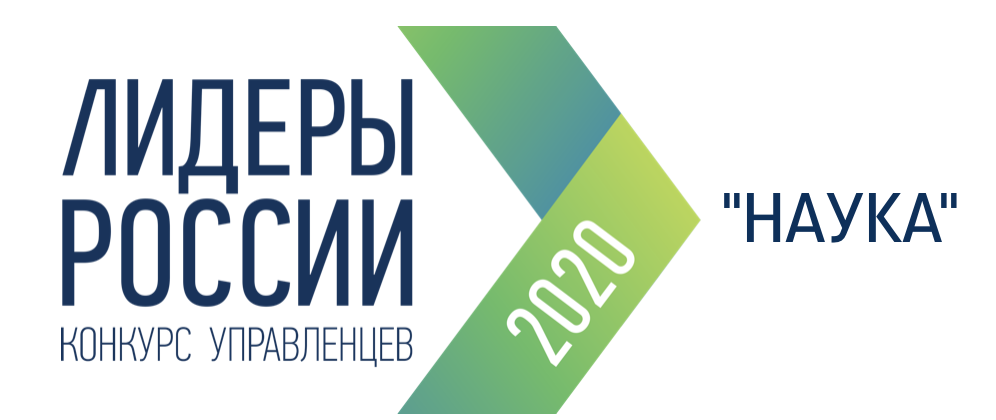 ЛИДЕРЫ
РОССИИ
КОНКУРС УПРАВЛЕНЦЕВ
2020
"НАУКА"